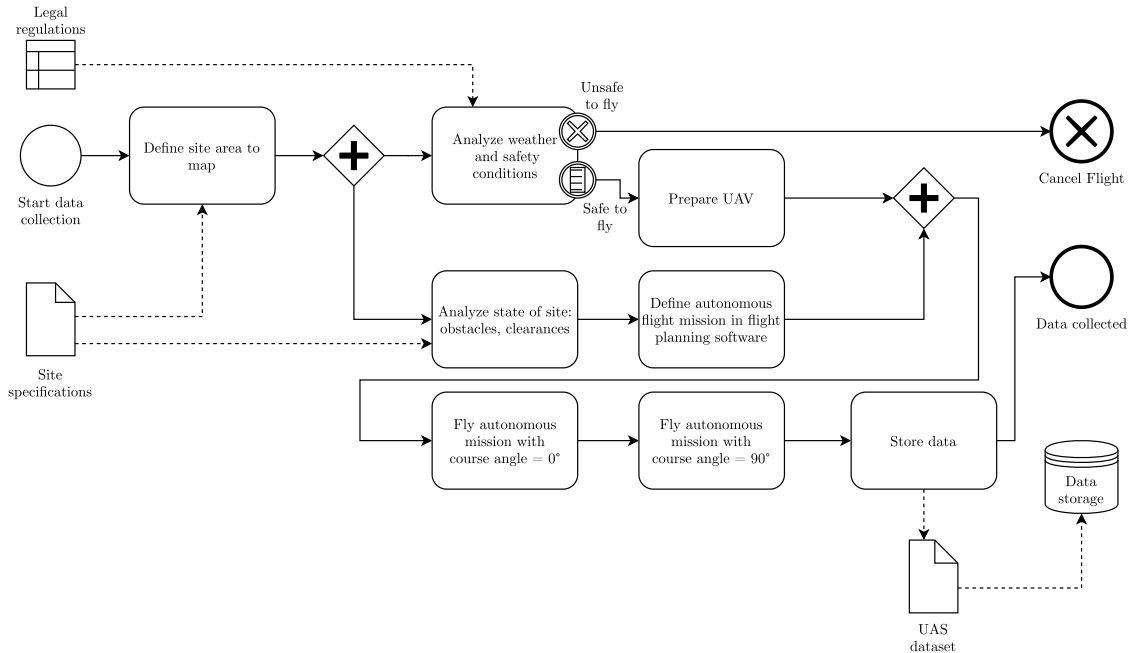 Legal
regulations
Unsafe
to fly
Define site area to
map
Analyze weather
and safety
conditions
Cancel Flight
Start data
collection
Safe to
fly
Prepare UAV
Analyze state of site:
obstacles, clearances
Define autonomous
flight mission in flight
planning software
Data collected
Site
specifications
Fly autonomous
mission with
course angle = 0°
Fly autonomous
mission with
course angle = 90°
Store data
Data
storage
UAS
dataset